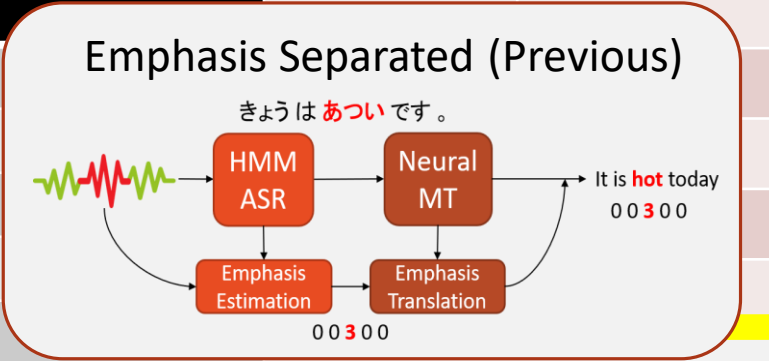 Emphasis Separated (Previous)
きょう は あつい です 。
HMM
ASR
Neural
MT
It is hot today
0 0 3 0 0
Emphasis
Estimation
Emphasis
Translation
0 0 3 0 0